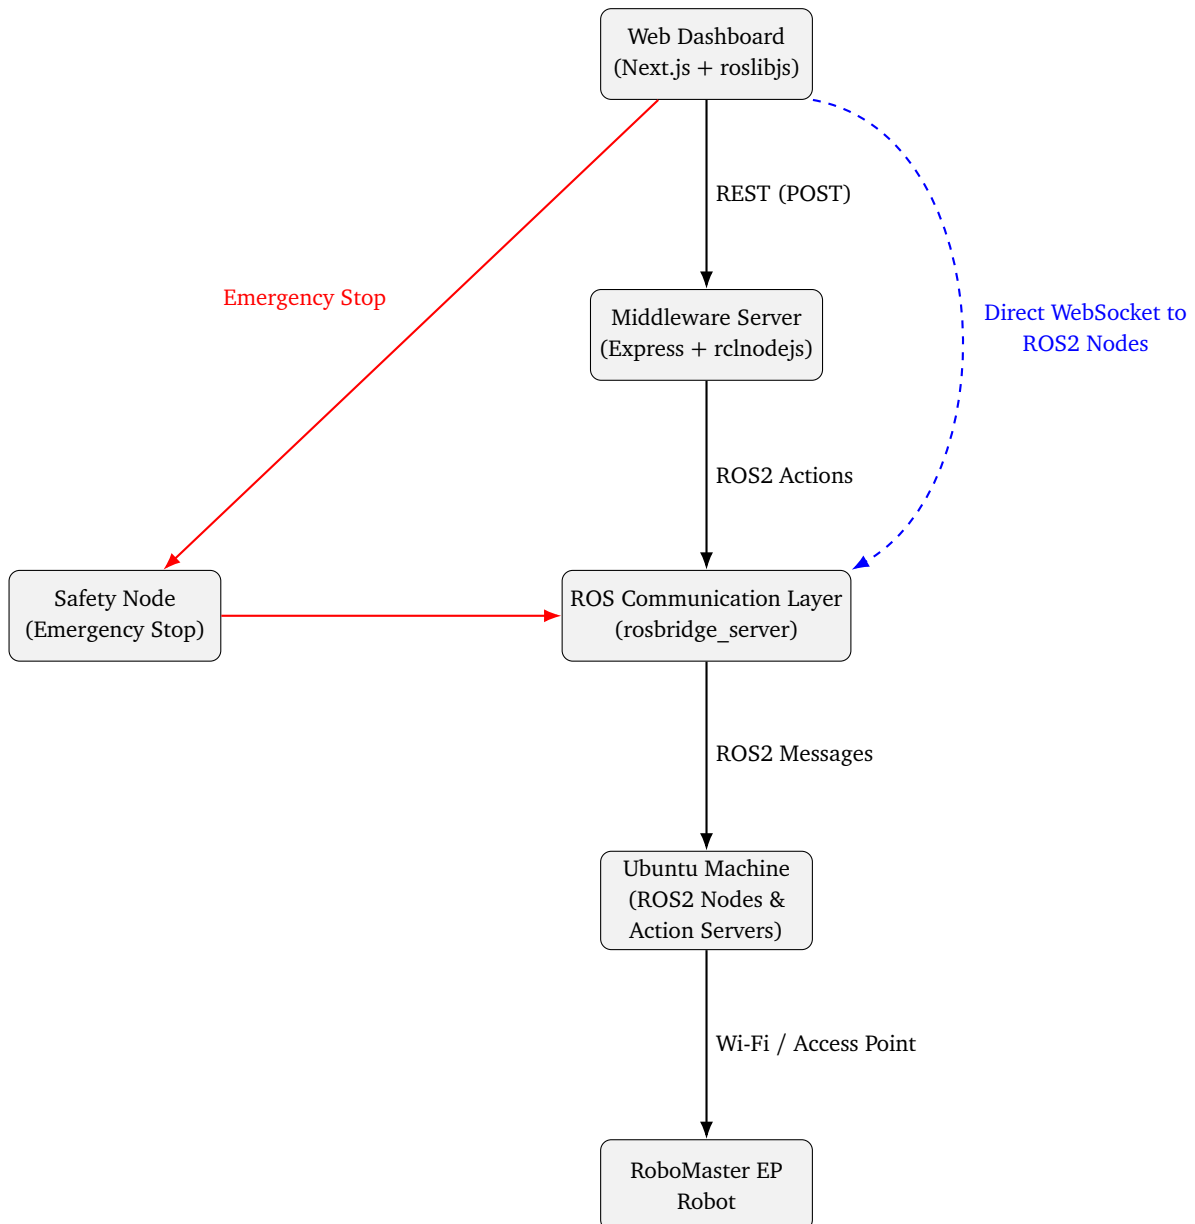 Web Dashboard
(Next.js + roslibjs)
REST (POST)
Emergency Stop
Direct WebSocket to
ROS2 Nodes
Middleware Server
(Express + rclnodejs)
ROS2 Actions
Safety Node
(Emergency Stop)
ROS Communication Layer
(rosbridge_server)
ROS2 Messages
Ubuntu Machine
(ROS2 Nodes &
Action Servers)
Wi-Fi / Access Point
RoboMaster EP
Robot